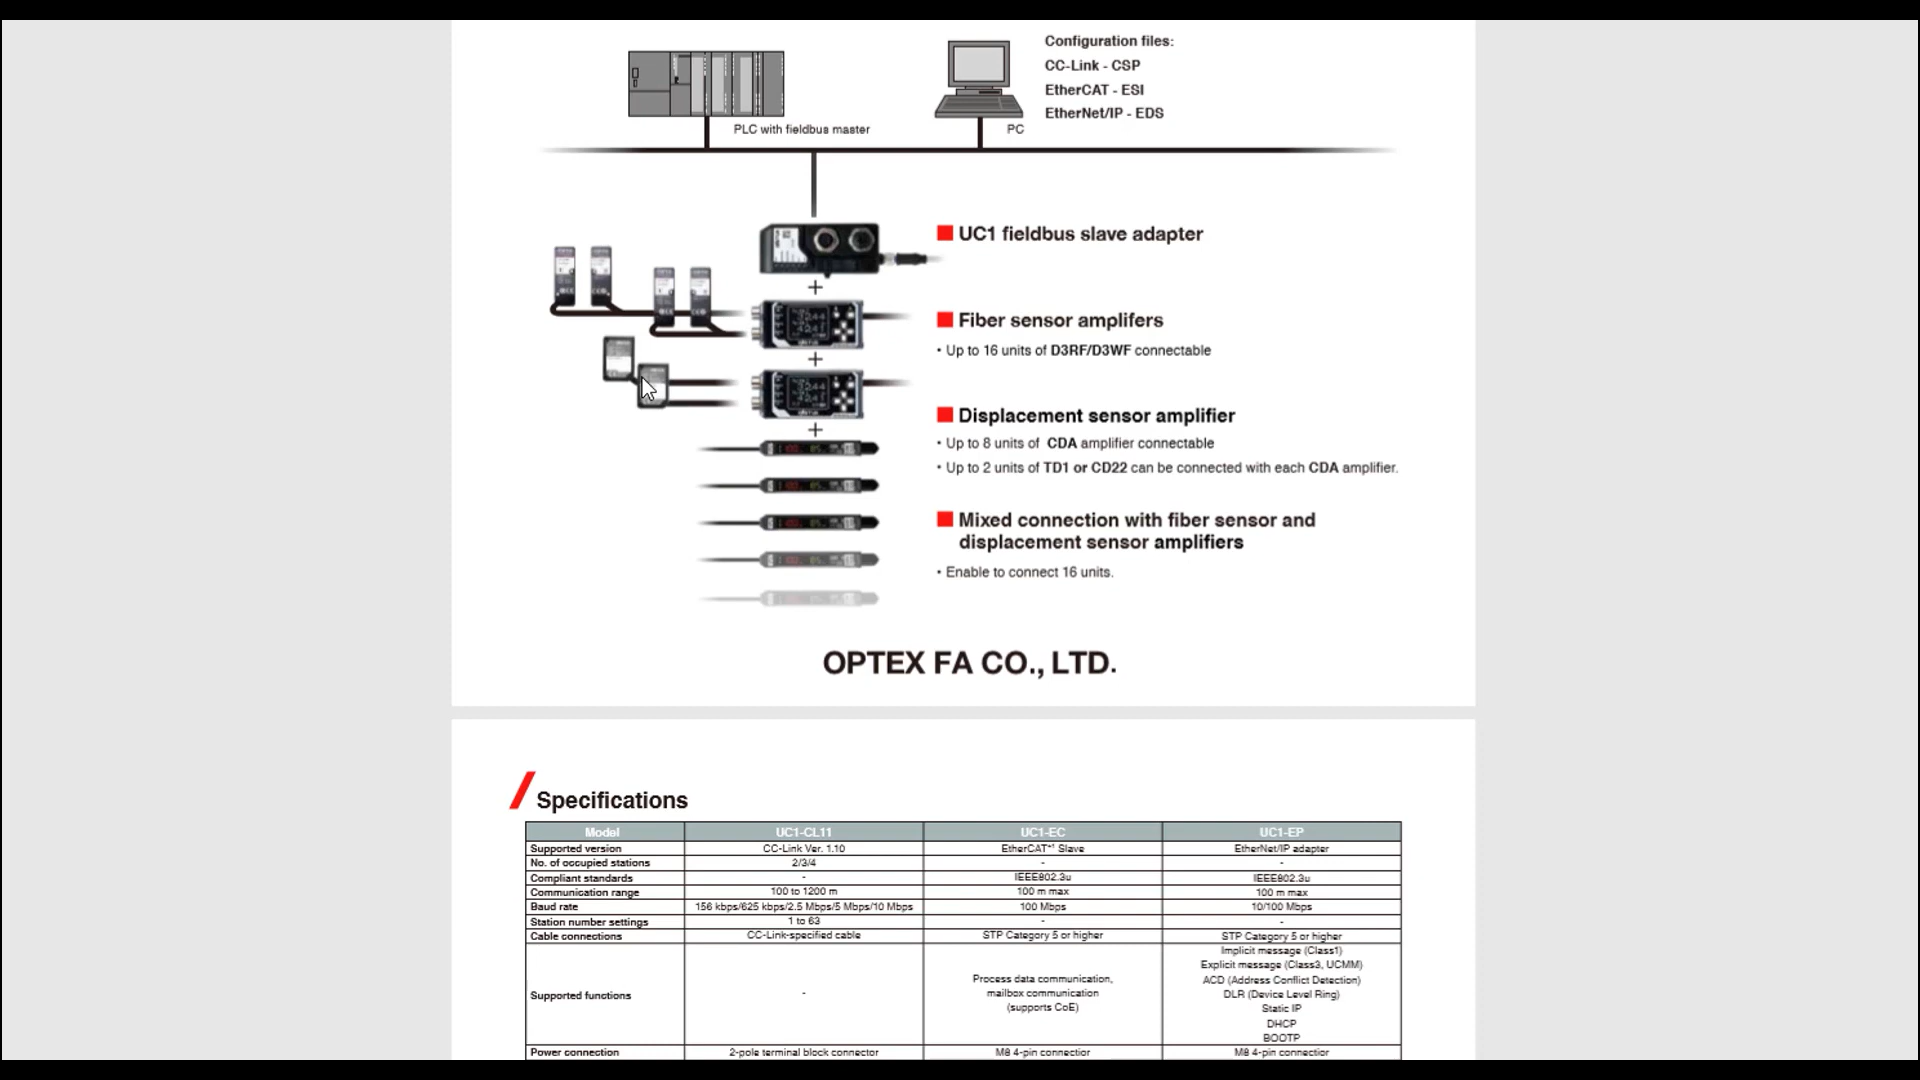 Configuration files:
CC-Link - CSP
EtherCAT - ESI
EtherNet/IP - EDS
PLC with fieldbus master
PC
UC1 fieldbus slave adapter
Fiber sensor amplifers
• Up to 16 units of D3RF/D3WF connectable
Displacement sensor amplifier
• Up to 8 units of CDA amplifier connectable
• Up to 2 units of TD1 or CD22 can be connected with each CDA amplifier.
Mixed connection with fiber sensor and
displacement sensor amplifiers
• Enable to connect 16 units.
OPTEX FA CO., LTD.
Specifications
Model UC1-CL11 UC1-EC UC1-EP
Supported version CC-Link Ver. 1.10 EtherCAT*¹ Slave EtherNet/IP adapter
No. of occupied stations 2/3/4 - -
Compliant standards - IEEE802.3u IEEE802.3u
Communication range 100 to 1200 m 100 m max 100 m max
Baud rate 156 kbps/625 kbps/2.5 Mbps/5 Mbps/10 Mbps 100 Mbps 10/100 Mbps
Station number settings 1 to 63 - -
Cable connections CC-Link-specified cable STP Category 5 or higher STP Category 5 or higher
Supported functions - Process data communication,
mailbox communication
(supports CoE)
Implicit message (Class1)
Explicit message (Class3, UCMM)
ACD (Address Conflict Detection)
DLR (Device Level Ring)
Static IP
DHCP
BOOTP
Power connection 2-pole terminal block connector M8 4-pin connectior M8 4-pin connectior